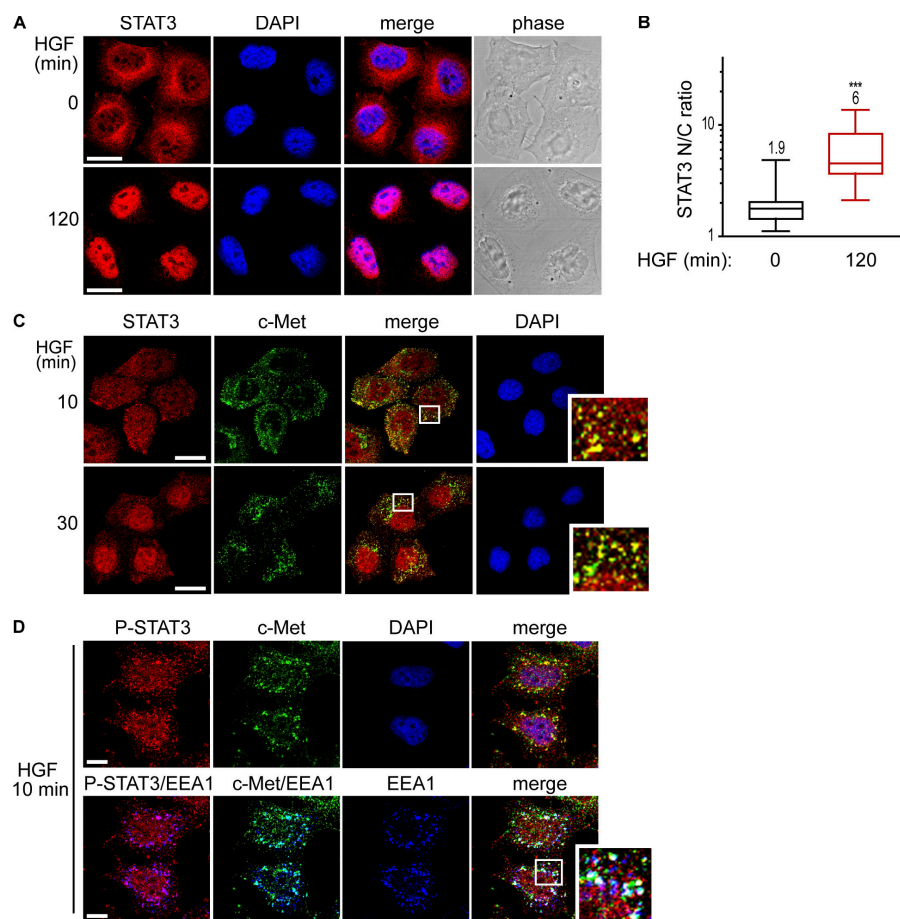 A
STAT3 DAPI merge phase
HGF
(min)
0
120
B
STAT3 N/C ratio
10
1
1.9
***
6
HGF (min): 0 120
C
STAT3 c-Met merge DAPI
HGF
(min)
10
30
D
P-STAT3 c-Met DAPI merge
HGF
10 min
P-STAT3/EEA1 c-Met/EEA1 EEA1 merge